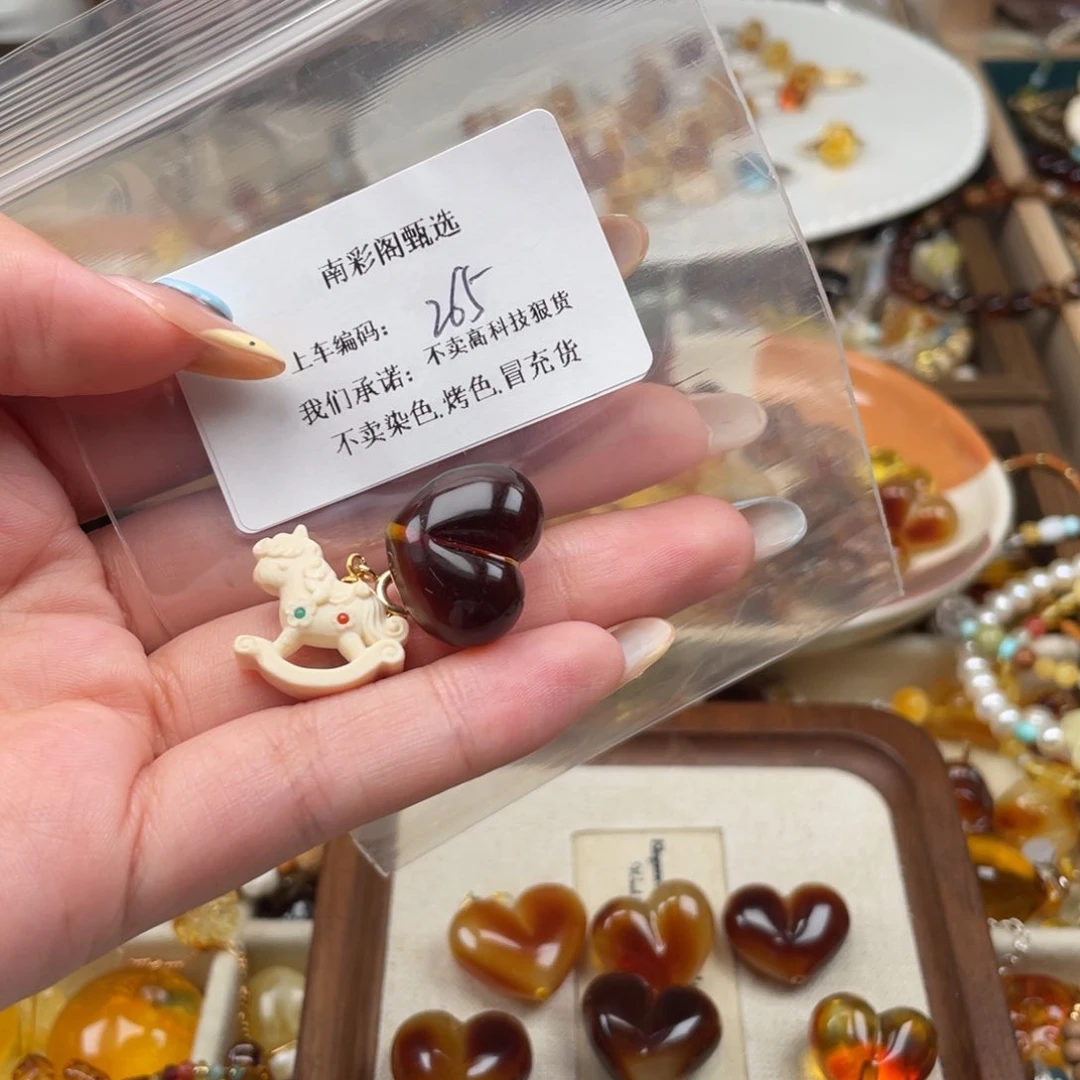 南彩阁甄选
上车编码： 265
我们承诺：不卖高科技狠货
不卖染色,烤色,冒充货